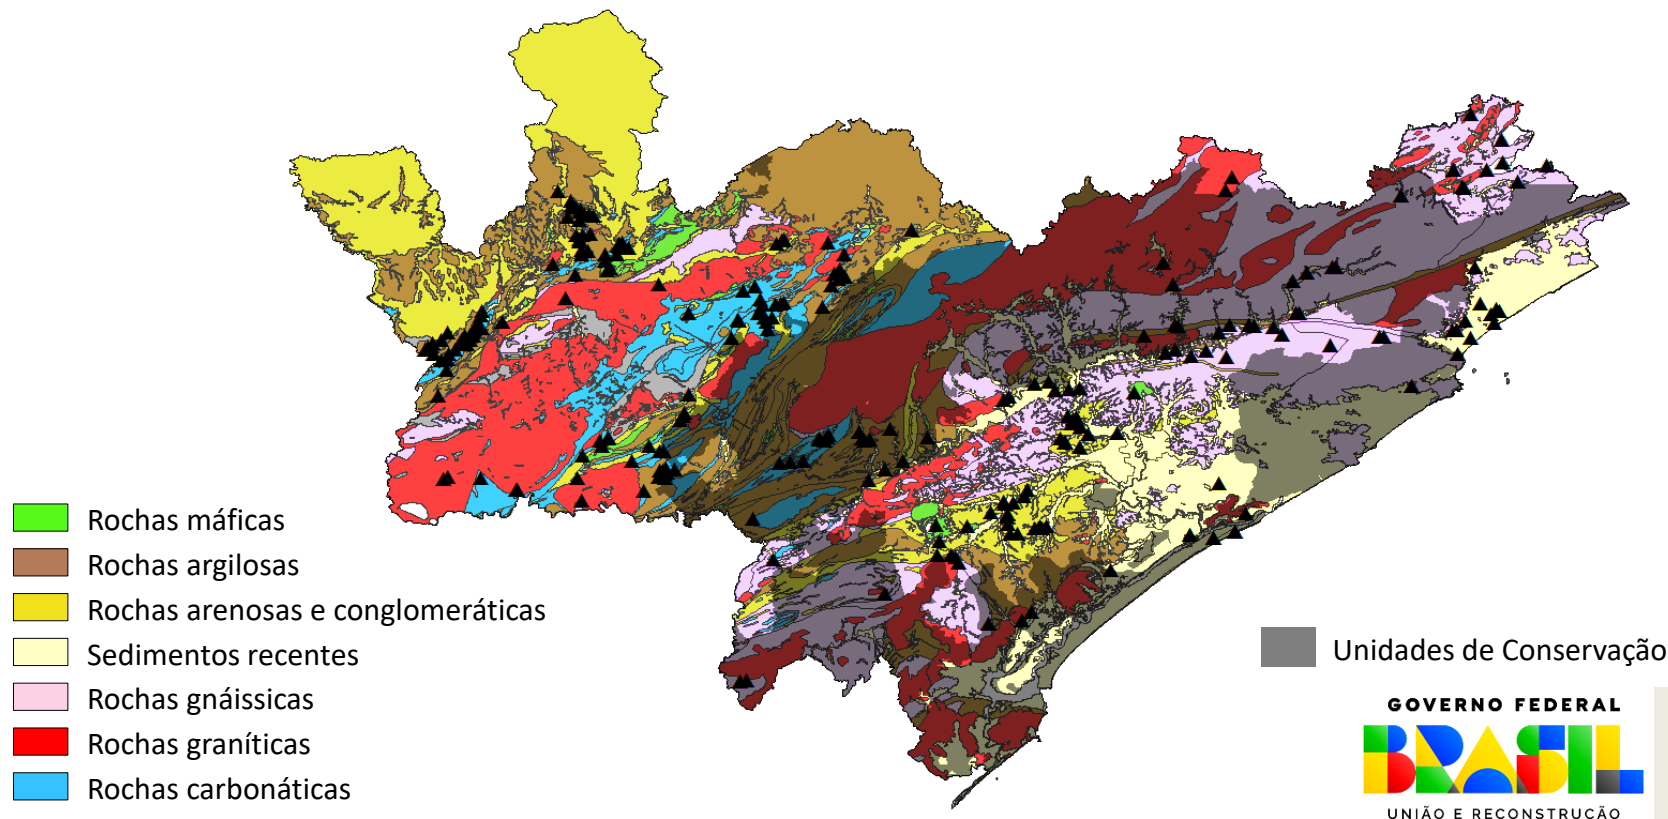 Rochas máficas
Rochas argilosas
Rochas arenosas e conglomeráticas
Sedimentos recentes
Rochas gnáissicas
Rochas graníticas
Rochas carbonáticas
Unidades de Conservação
GOVERNO FEDERAL
BRASIL
UNIÃO E RECONSTRUÇÃO